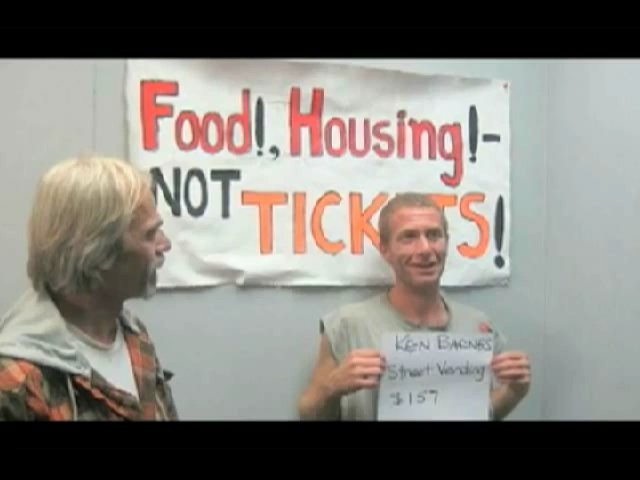 Food!, Housing!-
NOT TICKETS!
KEN BARNES
Street Vending
$157